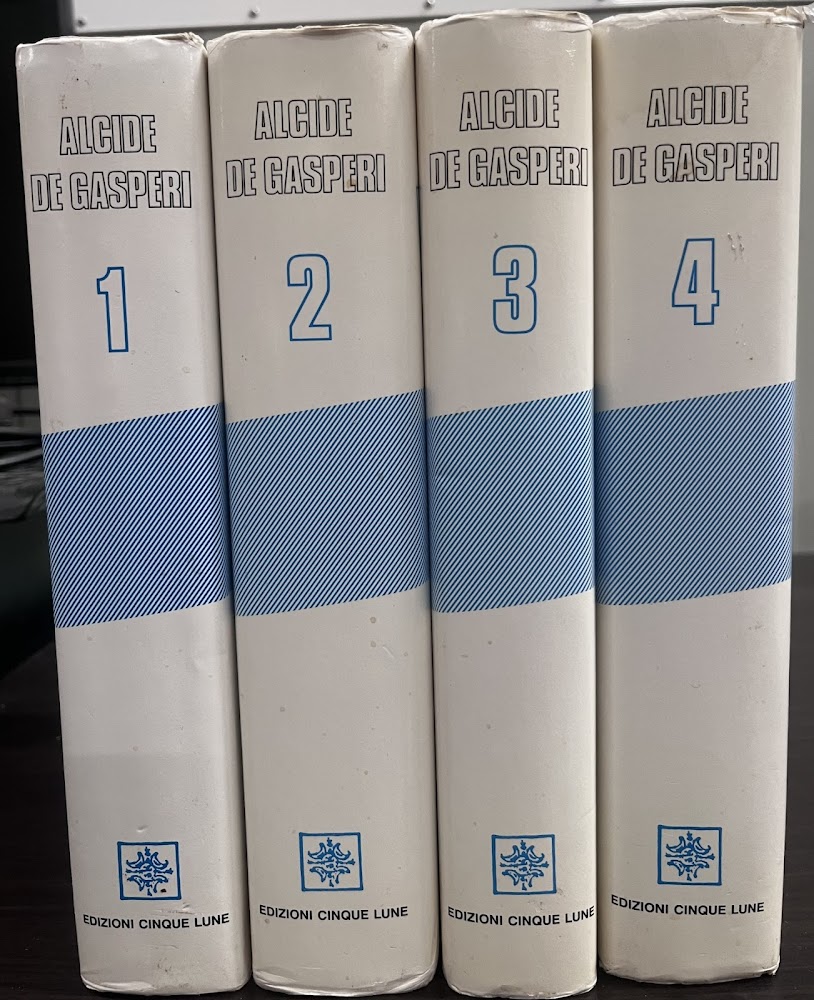 ALCIDE
DE GASPERI
1
EDIZIONI CINQUE LUNE
ALCIDE
DE GASPERI
2
EDIZIONI CINQUE LUNE
ALCIDE
DE GASPERI
3
EDIZIONI CINQUE LUNE
ALCIDE
DE GASPERI
4
EDIZIONI CINQUE LUNE